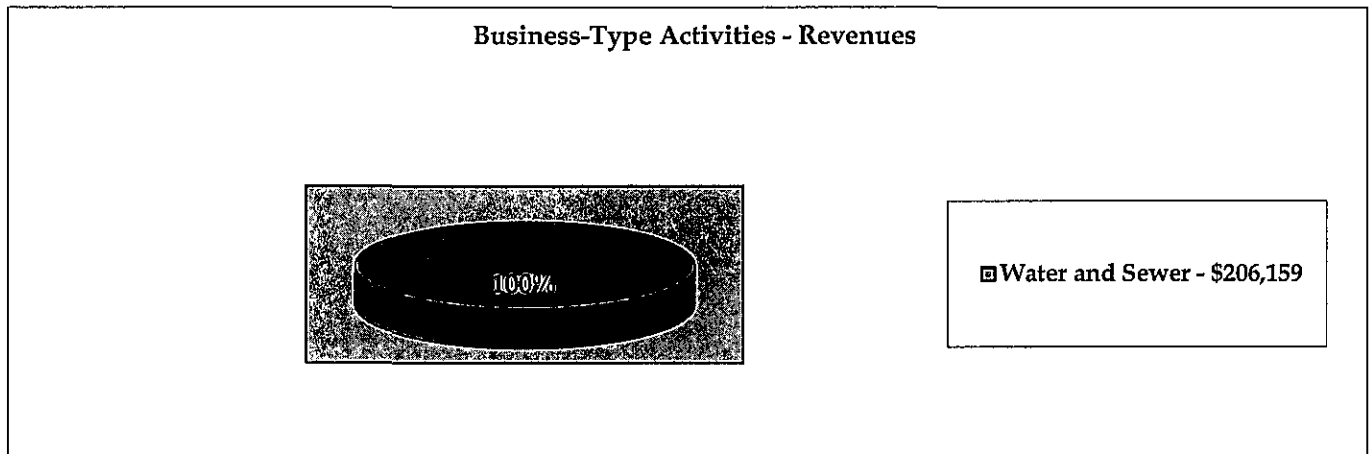 Business-Type Activities - Revenues
100%
Water and Sewer - $206,159